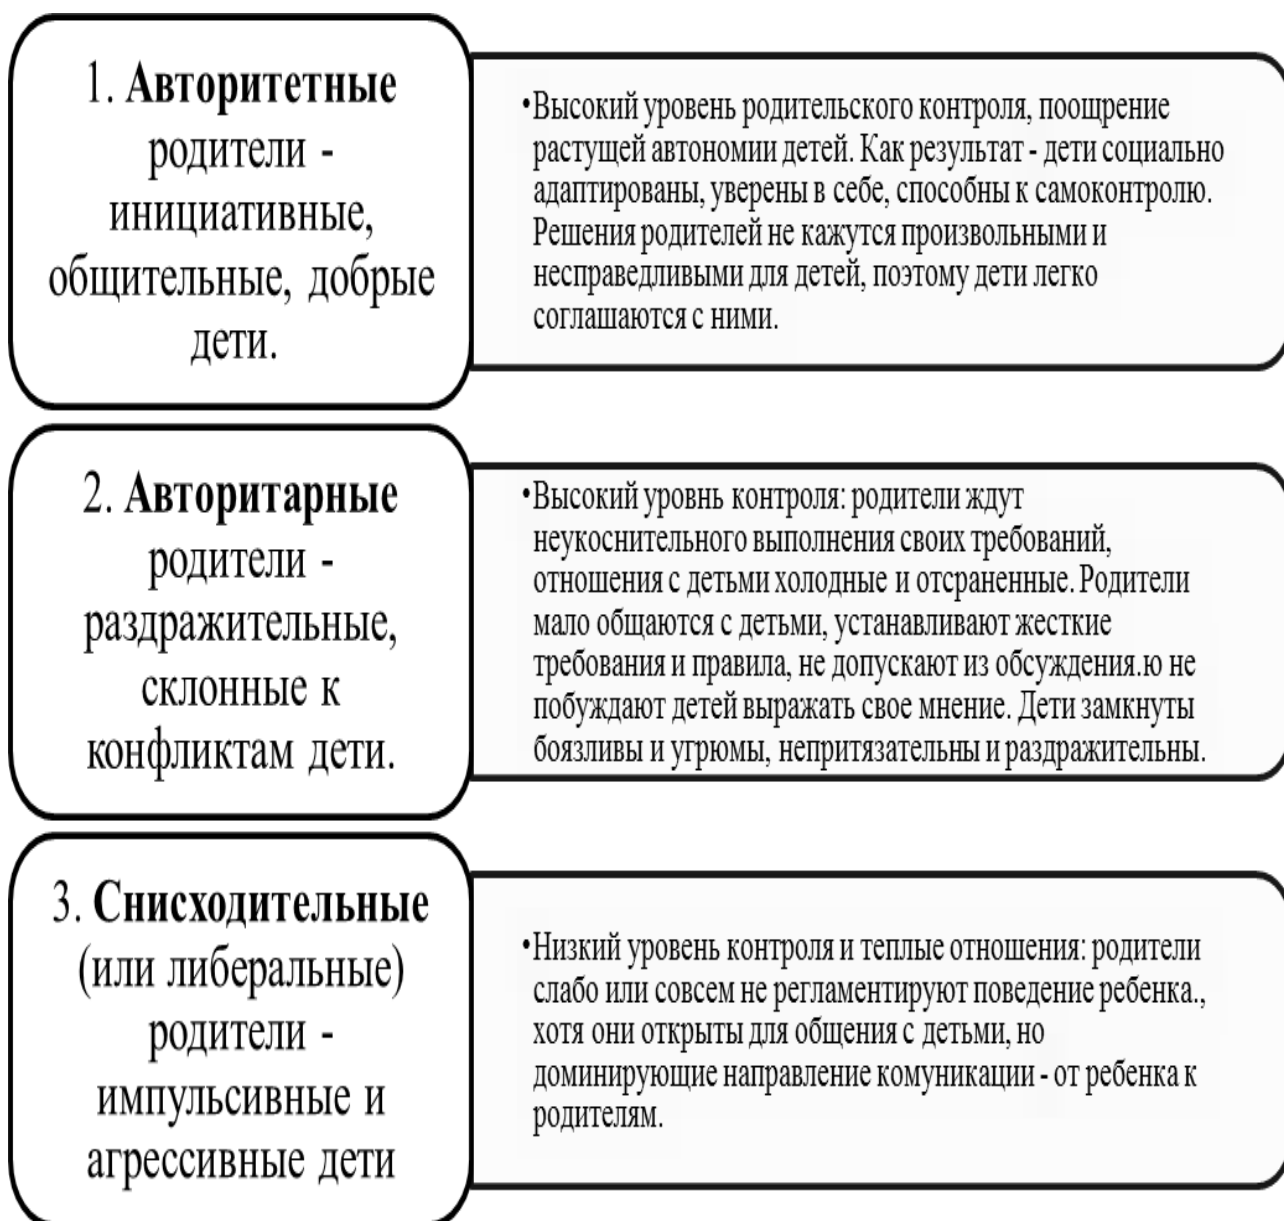 1. Авторитетные
родители -
инициативные,
общительные, добрые
дети.
•Высокий уровень родительского контроля, поощрение
растущей автономии детей. Как результат - дети социально
адаптированы, уверены в себе, способны к самоконтролю.
Решения родителей не кажутся произвольными и
несправедливыми для детей, поэтому дети легко
соглашаются с ними.
2. Авторитарные
родители -
раздражительные,
склонные к
конфликтам дети.
•Высокий уровнь контроля: родители ждут
неукоснительного выполнения своих требований,
отношения с детьми холодные и отсраненные. Родители
мало общаются с детьми, устанавливают жесткие
требования и правила, не допускают из обсуждения.ю не
побуждают детей выражать свое мнение. Дети замкнуты
боязливы и угрюмы, непритязательны и раздражительны.
3. Снисходительные
(или либеральные)
родители -
импульсивные и
агрессивные дети
•Низкий уровень контроля и теплые отношения: родители
слабо или совсем не регламентируют поведение ребенка.,
хотя они открыты для общения с детьми, но
доминирующие направление комуникации - от ребенка к
родителям.